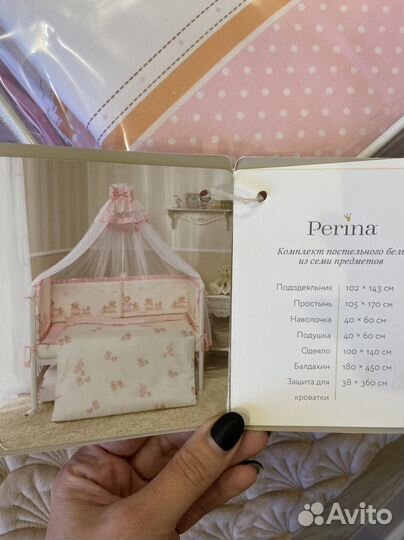 Perina
Комплект постельного бель
из семи предметов
Пододеяльник 102 × 143 см
Простынь 105 × 170 см
Наволочка 40 × 60 см
Подушка 40 × 60 см
Одеяло 100 × 140 см
Балдахин 180 × 450 см
Защита для 38 × 360 см
кроватки
Avito